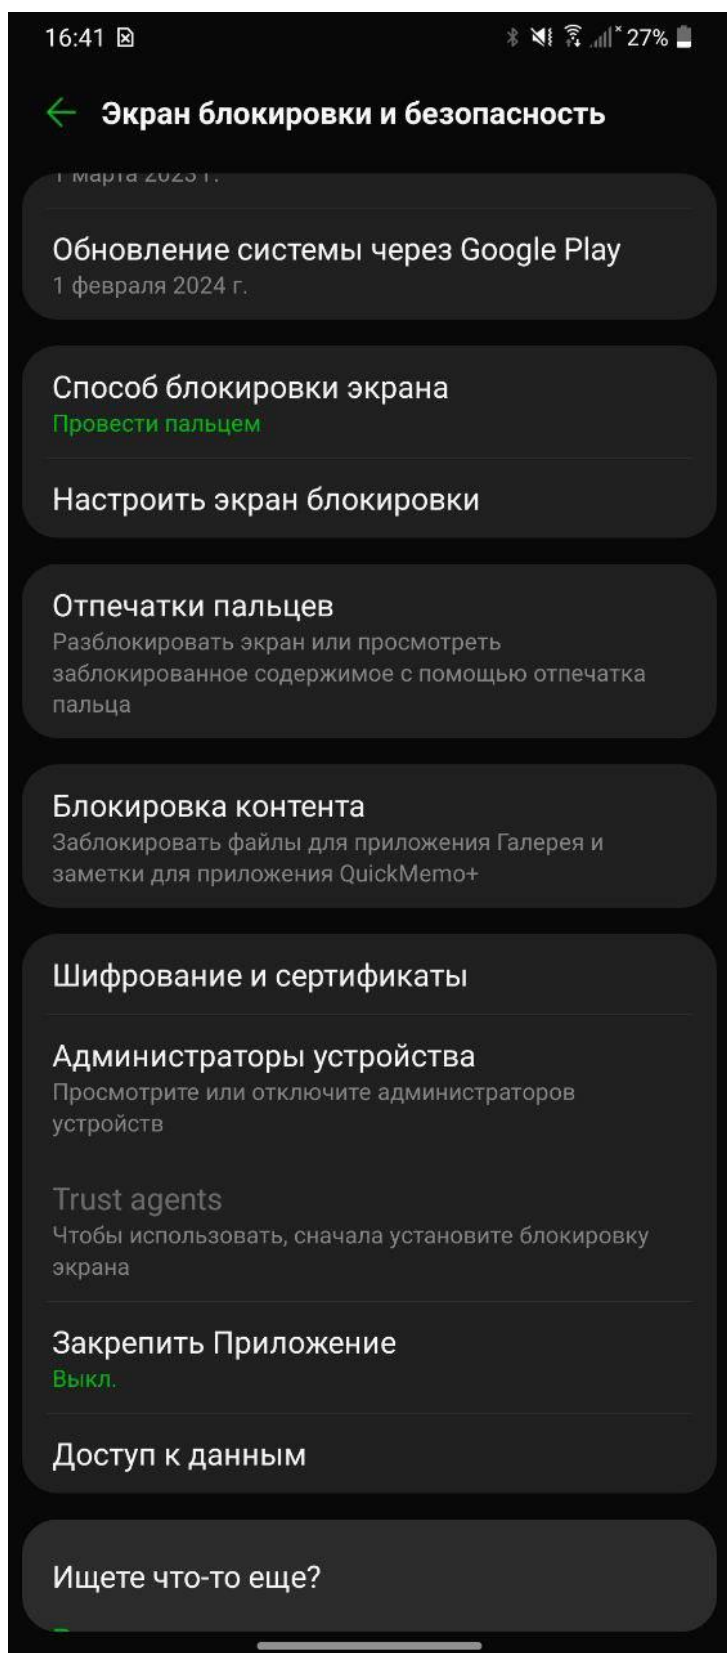 16:41 27%
Экран блокировки и безопасность
1 марта 2023 г.
Обновление системы через Google Play
1 февраля 2024 г.
Способ блокировки экрана
Провести пальцем
Настроить экран блокировки
Отпечатки пальцев
Разблокировать экран или просмотреть
заблокированное содержимое с помощью отпечатка
пальца
Блокировка контента
Заблокировать файлы для приложения Галерея и
заметки для приложения QuickMemo+
Шифрование и сертификаты
Администраторы устройства
Просмотрите или отключите администраторов
устройств
Trust agents
Чтобы использовать, сначала установите блокировку
экрана
Закрепить Приложение
Выкл.
Доступ к данным
Ищете что-то еще?